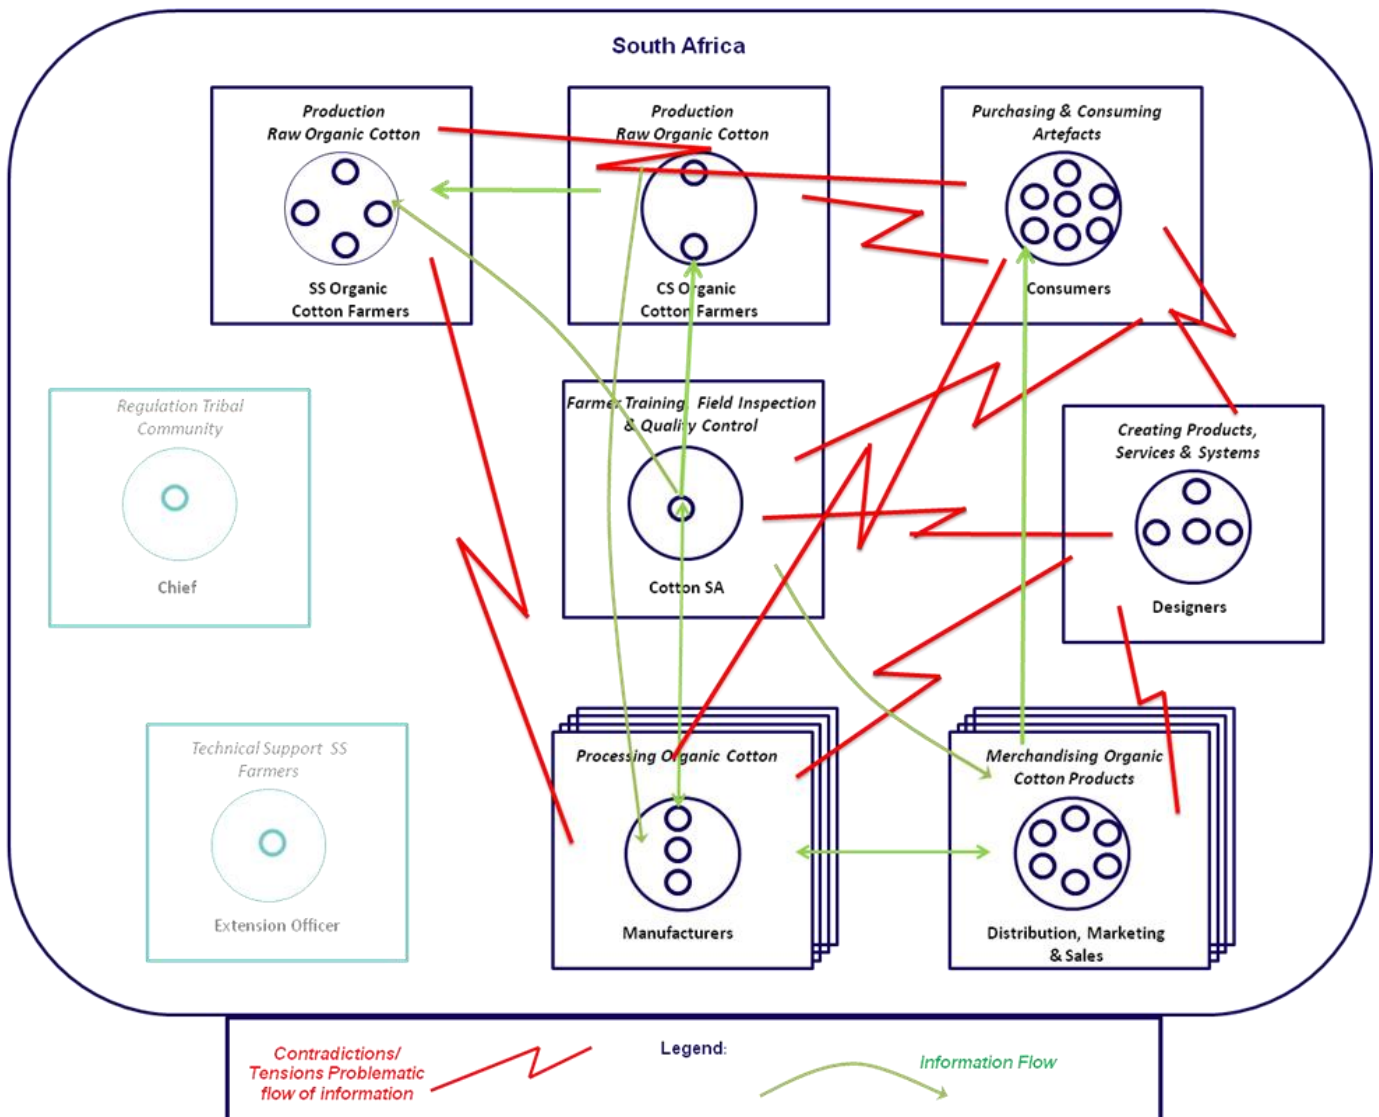 South Africa
Production
Raw Organic Cotton
SS Organic
Cotton Farmers
Production
Raw Organic Cotton
CS Organic
Cotton Farmers
Purchasing & Consuming
Artefacts
Consumers
Regulation Tribal
Community
Chief
Farmer Training, Field Inspection
& Quality Control
Cotton SA
Creating Products,
Services & Systems
Designers
Technical Support SS
Farmers
Extension Officer
Processing Organic Cotton
Manufacturers
Merchandising Organic
Cotton Products
Distribution, Marketing
& Sales
Legend:
Contradictions/
Tensions Problematic
flow of information
Information Flow